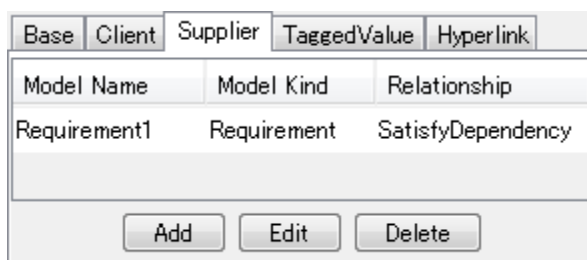 Base Client Supplier TaggedValue Hyperlink
Model Name Model Kind Relationship
Requirement1 Requirement SatisfyDependency
Add Edit Delete